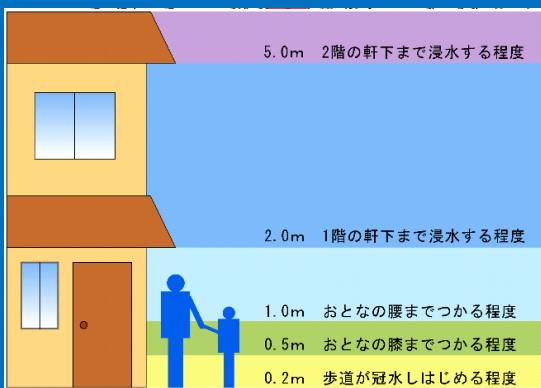 5.0m 2階の軒下まで浸水する程度
2.0m 1階の軒下まで浸水する程度
1.0m おとなの腰までつかる程度
0.5m おとなの膝までつかる程度
0.2m 歩道が冠水しはじめる程度